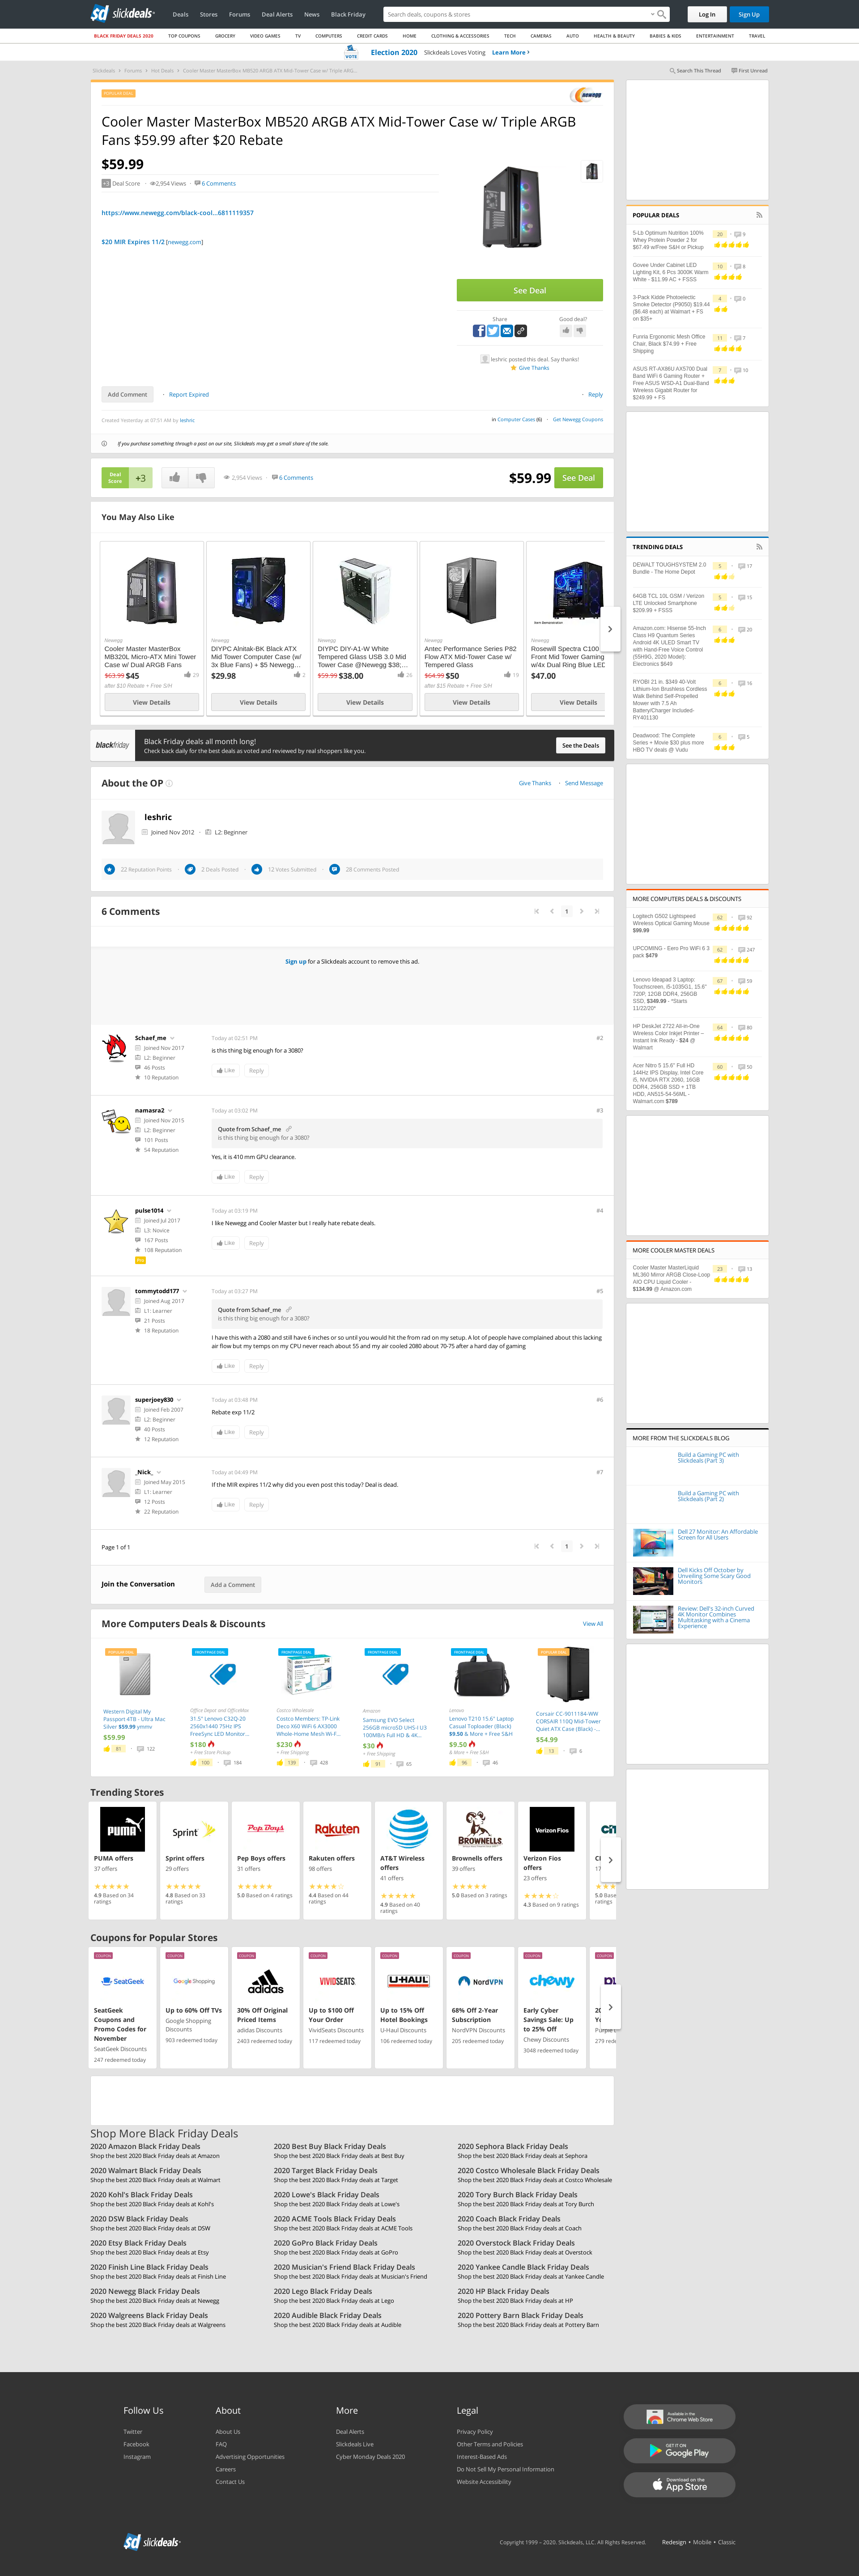 slickdeals
Deals
Stores
Forums
Deal Alerts
News
Black Friday
Search deals, coupons & stores
Log In
Sign Up
BLACK FRIDAY DEALS 2020
TOP COUPONS
GROCERY
VIDEO GAMES
TV
COMPUTERS
CREDIT CARDS
HOME
CLOTHING & ACCESSORIES
TECH
CAMERAS
AUTO
HEALTH & BEAUTY
BABIES & KIDS
ENTERTAINMENT
TRAVEL
VOTE
Election 2020
Slickdeals Loves Voting
Learn More
Slickdeals
Forums
Hot Deals
Cooler Master MasterBox MB520 ARGB ATX Mid-Tower Case w/ Triple ARG...
Search This Thread
First Unread
POPULAR DEAL
newegg
Cooler Master MasterBox MB520 ARGB ATX Mid-Tower Case w/ Triple ARGB
Fans $59.99 after $20 Rebate
$59.99
+3 Deal Score
2,954 Views
6 Comments
https://www.newegg.com/black-cool...6811119357
$20 MIR Expires 11/2 [newegg.com]
See Deal
Share
Good deal?
leshric posted this deal. Say thanks!
Give Thanks
Add Comment
Report Expired
Reply
Created Yesterday at 07:51 AM by leshric
in Computer Cases (6)
Get Newegg Coupons
If you purchase something through a post on our site, Slickdeals may get a small share of the sale.
Deal Score
+3
2,954 Views
6 Comments
$59.99
See Deal
You May Also Like
Newegg
Cooler Master MasterBox
MB320L Micro-ATX Mini Tower
Case w/ Dual ARGB Fans
$63.99 $45
29
after $10 Rebate + Free S/H
View Details
Newegg
DIYPC Alnitak-BK Black ATX
Mid Tower Computer Case (w/
3x Blue Fans) + $5 Newegg...
$29.98
2
View Details
Newegg
DIYPC DIY-A1-W White
Tempered Glass USB 3.0 Mid
Tower Case @Newegg $38;...
$59.99 $38.00
26
View Details
Newegg
Antec Performance Series P82
Flow ATX Mid-Tower Case w/
Tempered Glass
$64.99 $50
19
after $15 Rebate + Free S/H
View Details
Newegg
Rosewill Spectra C100
Front Mid Tower Gaming
w/4x Dual Ring Blue LED
$47.00
View Details
blackfriday
Black Friday deals all month long!
Check back daily for the best deals as voted and reviewed by real shoppers like you.
See the Deals
About the OP
Give Thanks
Send Message
leshric
Joined Nov 2012
L2: Beginner
22 Reputation Points
2 Deals Posted
12 Votes Submitted
28 Comments Posted
6 Comments
1
Sign up for a Slickdeals account to remove this ad.
Schaef_me
Joined Nov 2017
L2: Beginner
46 Posts
10 Reputation
Today at 02:51 PM
#2
is this thing big enough for a 3080?
Like
Reply
namasra2
Joined Nov 2015
L2: Beginner
101 Posts
54 Reputation
Today at 03:02 PM
#3
Quote from Schaef_me
is this thing big enough for a 3080?
Yes, it is 410 mm GPU clearance.
Like
Reply
pulse1014
Joined Jul 2017
L3: Novice
167 Posts
108 Reputation
Pro
Today at 03:19 PM
#4
I like Newegg and Cooler Master but I really hate rebate deals.
Like
Reply
tommytodd177
Joined Aug 2017
L1: Learner
21 Posts
18 Reputation
Today at 03:27 PM
#5
Quote from Schaef_me
is this thing big enough for a 3080?
I have this with a 2080 and still have 6 inches or so until you would hit the from rad on my setup. A lot of people have complained about this lacking
air flow but my temps on my CPU never reach about 55 and my air cooled 2080 about 70-75 after a hard day of gaming
Like
Reply
superjoey830
Joined Feb 2007
L2: Beginner
40 Posts
12 Reputation
Today at 03:48 PM
#6
Rebate exp 11/2
Like
Reply
_Nick_
Joined May 2015
L1: Learner
12 Posts
22 Reputation
Today at 04:49 PM
#7
If the MIR expires 11/2 why did you even post this today? Deal is dead.
Like
Reply
Page 1 of 1
1
Join the Conversation
Add a Comment
More Computers Deals & Discounts
View All
POPULAR DEAL
Western Digital My
Passport 4TB - Ultra Mac
Silver $59.99 ymmv
$59.99
81
122
FRONTPAGE DEAL
Office Depot and OfficeMax
31.5" Lenovo C32Q-20
2560x1440 75Hz IPS
FreeSync LED Monitor...
$180
+ Free Store Pickup
100
184
FRONTPAGE DEAL
Costco Wholesale
Costco Members: TP-Link
Deco X60 WiFi 6 AX3000
Whole-Home Mesh Wi-F...
$230
+ Free Shipping
139
428
FRONTPAGE DEAL
Amazon
Samsung EVO Select
256GB microSD UHS-I U3
100MB/s Full HD & 4K...
$30
+ Free Shipping
91
65
FRONTPAGE DEAL
Lenovo
Lenovo T210 15.6" Laptop
Casual Toploader (Black)
$9.50 & More + Free S&H
$9.50
& More + Free S&H
96
46
POPULAR DEAL
Corsair CC-9011184-WW
CORSAIR 110Q Mid-Tower
Quiet ATX Case (Black) -...
$54.99
13
6
Trending Stores
PUMA
PUMA offers
34 offers
4.9 Based on 34 ratings
Sprint
Sprint offers
29 offers
4.8 Based on 33 ratings
Pep Boys
Pep Boys offers
31 offers
5.0 Based on 4 ratings
Rakuten
Rakuten offers
98 offers
4.4 Based on 44 ratings
AT&T
AT&T Wireless offers
41 offers
4.9 Based on 40 ratings
BROWNELLS
Brownells offers
39 offers
5.0 Based on 3 ratings
Verizon Fios
Verizon Fios offers
23 offers
4.3 Based on 9 ratings
Coupons for Popular Stores
COUPON
SeatGeek
SeatGeek Coupons and Promo Codes for November
SeatGeek Discounts
247 redeemed today
COUPON
Google Shopping
Up to 60% Off TVs
Google Shopping Discounts
903 redeemed today
COUPON
adidas
30% Off Original Priced Items
adidas Discounts
2403 redeemed today
COUPON
VIVIDSEATS
Up to $100 Off Your Order
VividSeats Discounts
117 redeemed today
COUPON
U-HAUL
Up to 15% Off Hotel Bookings
U-Haul Discounts
106 redeemed today
COUPON
NordVPN
68% Off 2-Year Subscription
NordVPN Discounts
205 redeemed today
COUPON
chewy
Early Cyber Savings Sale: Up to 25% Off
Chewy Discounts
3048 redeemed today
COUPON
Shop More Black Friday Deals
2020 Amazon Black Friday Deals
Shop the best 2020 Black Friday deals at Amazon
2020 Best Buy Black Friday Deals
Shop the best 2020 Black Friday deals at Best Buy
2020 Sephora Black Friday Deals
Shop the best 2020 Black Friday deals at Sephora
2020 Walmart Black Friday Deals
Shop the best 2020 Black Friday deals at Walmart
2020 Target Black Friday Deals
Shop the best 2020 Black Friday deals at Target
2020 Costco Wholesale Black Friday Deals
Shop the best 2020 Black Friday deals at Costco Wholesale
2020 Kohl's Black Friday Deals
Shop the best 2020 Black Friday deals at Kohl's
2020 Lowe's Black Friday Deals
Shop the best 2020 Black Friday deals at Lowe's
2020 Tory Burch Black Friday Deals
Shop the best 2020 Black Friday deals at Tory Burch
2020 DSW Black Friday Deals
Shop the best 2020 Black Friday deals at DSW
2020 ACME Tools Black Friday Deals
Shop the best 2020 Black Friday deals at ACME Tools
2020 Coach Black Friday Deals
Shop the best 2020 Black Friday deals at Coach
2020 Etsy Black Friday Deals
Shop the best 2020 Black Friday deals at Etsy
2020 GoPro Black Friday Deals
Shop the best 2020 Black Friday deals at GoPro
2020 Overstock Black Friday Deals
Shop the best 2020 Black Friday deals at Overstock
2020 Finish Line Black Friday Deals
Shop the best 2020 Black Friday deals at Finish Line
2020 Musician's Friend Black Friday Deals
Shop the best 2020 Black Friday deals at Musician's Friend
2020 Yankee Candle Black Friday Deals
Shop the best 2020 Black Friday deals at Yankee Candle
2020 Newegg Black Friday Deals
Shop the best 2020 Black Friday deals at Newegg
2020 Lego Black Friday Deals
Shop the best 2020 Black Friday deals at Lego
2020 HP Black Friday Deals
Shop the best 2020 Black Friday deals at HP
2020 Walgreens Black Friday Deals
Shop the best 2020 Black Friday deals at Walgreens
2020 Audible Black Friday Deals
Shop the best 2020 Black Friday deals at Audible
2020 Pottery Barn Black Friday Deals
Shop the best 2020 Black Friday deals at Pottery Barn
POPULAR DEALS
5-Lb Optimum Nutrition 100%
Whey Protein Powder 2 for
$67.49 w/Free S&H or Pickup
20
9
Govee Under Cabinet LED
Lighting Kit, 6 Pcs 3000K Warm
White - $11.99 AC + FSSS
10
8
3-Pack Kidde Photoelectic
Smoke Detector (P9050) $19.44
($6.48 each) at Walmart + FS
on $35+
4
0
Furina Ergonomic Mesh Office
Chair, Black $74.99 + Free
Shipping
11
7
ASUS RT-AX86U AX5700 Dual
Band WiFi 6 Gaming Router +
Free ASUS WSD-A1 Dual-Band
Wireless Gigabit Router for
$249.99 + FS
7
10
TRENDING DEALS
DEWALT TOUGHSYSTEM 2.0
Bundle - The Home Depot
5
17
64GB TCL 10L GSM / Verizon
LTE Unlocked Smartphone
$209.99 + FSSS
5
15
Amazon.com: Hisense 55-Inch
Class H9 Quantum Series
Android 4K ULED Smart TV
with Hand-Free Voice Control
(55H9G, 2020 Model):
Electronics $649
6
20
RYOBI 21 in. $349 40-Volt
Lithium-Ion Brushless Cordless
Walk Behind Self-Propelled
Mower with 7.5 Ah
Battery/Charger Included-
RY401130
6
16
Deadwood: The Complete
Series + Movie $30 plus more
HBO TV deals @ Vudu
6
5
MORE COMPUTERS DEALS & DISCOUNTS
Logitech G502 Lightspeed
Wireless Optical Gaming Mouse
$99.99
62
92
UPCOMING - Eero Pro WiFi 6 3
pack $479
62
247
Lenovo Ideapad 3 Laptop:
Touchscreen, i5-1035G1, 15.6"
720P, 12GB DDR4, 256GB
SSD, $349.99 - *Starts
11/22/20*
67
59
HP DeskJet 2722 All-in-One
Wireless Color Inkjet Printer –
Instant Ink Ready - $24 @
Walmart
64
80
Acer Nitro 5 15.6" Full HD
144Hz IPS Display, Intel Core
i5, NVIDIA RTX 2060, 16GB
DDR4, 256GB SSD + 1TB
HDD, AN515-54-56ML -
Walmart.com $789
60
50
MORE COOLER MASTER DEALS
Cooler Master MasterLiquid
ML360 Mirror ARGB Close-Loop
AIO CPU Liquid Cooler -
$134.99 @ Amazon.com
23
13
MORE FROM THE SLICKDEALS BLOG
Build a Gaming PC with
Slickdeals (Part 3)
Build a Gaming PC with
Slickdeals (Part 2)
Dell 27 Monitor: An Affordable
Screen for All Users
Dell Kicks Off October by
Unveiling Some Scary Good
Monitors
Review: Dell's 32-inch Curved
4K Monitor Combines
Multitasking with a Cinema
Experience
Follow Us
Twitter
Facebook
Instagram
About
About Us
FAQ
Advertising Opportunities
Careers
Contact Us
More
Deal Alerts
Slickdeals Live
Cyber Monday Deals 2020
Legal
Privacy Policy
Other Terms and Policies
Interest-Based Ads
Do Not Sell My Personal Information
Website Accessibility
Available in the
Chrome Web Store
GET IT ON
Google Play
Download on the
App Store
slickdeals
Copyright 1999 – 2020. Slickdeals, LLC. All Rights Reserved.
Redesign • Mobile • Classic